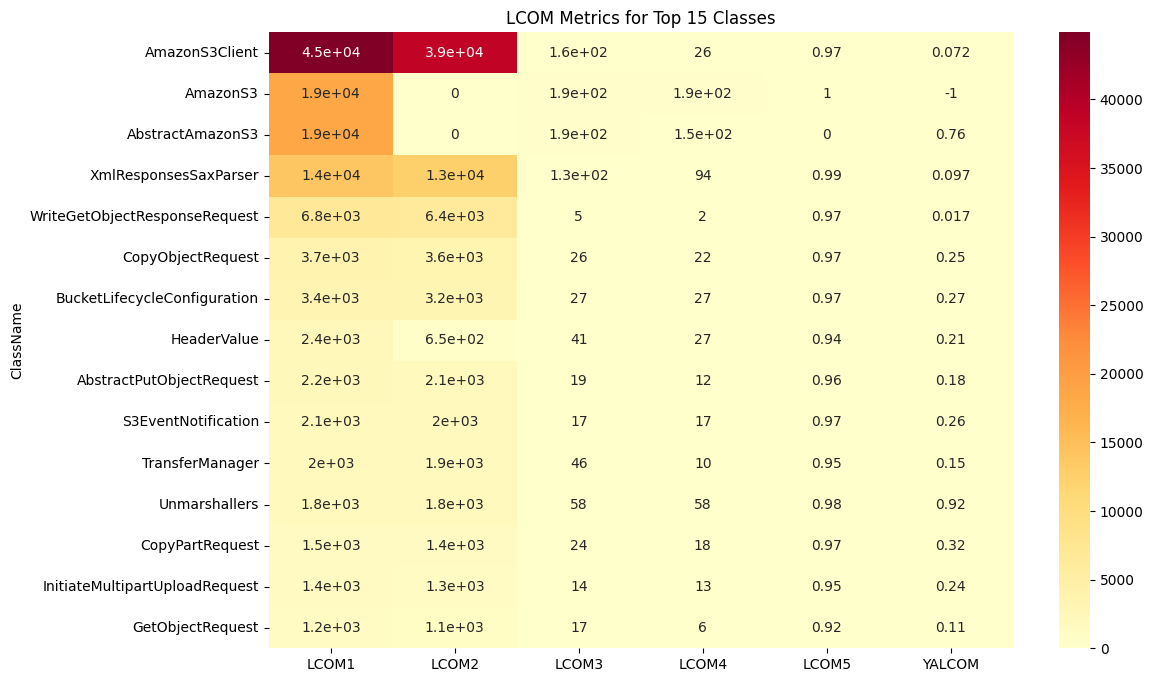 LCOM Metrics for Top 15 Classes
ClassName
AmazonS3Client 4.5e+04 3.9e+04 1.6e+02 26 0.97 0.072
AmazonS3 1.9e+04 0 1.9e+02 1.9e+02 1 -1
AbstractAmazonS3 1.9e+04 0 1.9e+02 1.5e+02 0 0.76
XmlResponsesSaxParser 1.4e+04 1.3e+04 1.3e+02 94 0.99 0.097
WriteGetObjectResponseRequest 6.8e+03 6.4e+03 5 2 0.97 0.017
CopyObjectRequest 3.7e+03 3.6e+03 26 22 0.97 0.25
BucketLifecycleConfiguration 3.4e+03 3.2e+03 27 27 0.97 0.27
HeaderValue 2.4e+03 6.5e+02 41 27 0.94 0.21
AbstractPutObjectRequest 2.2e+03 2.1e+03 19 12 0.96 0.18
S3EventNotification 2.1e+03 2e+03 17 17 0.97 0.26
TransferManager 2e+03 1.9e+03 46 10 0.95 0.15
Unmarshallers 1.8e+03 1.8e+03 58 58 0.98 0.92
CopyPartRequest 1.5e+03 1.4e+03 24 18 0.97 0.32
InitiateMultipartUploadRequest 1.4e+03 1.3e+03 14 13 0.95 0.24
GetObjectRequest 1.2e+03 1.1e+03 17 6 0.92 0.11
LCOM1 LCOM2 LCOM3 LCOM4 LCOM5 YALCOM
40000
35000
30000
25000
20000
15000
10000
5000
0